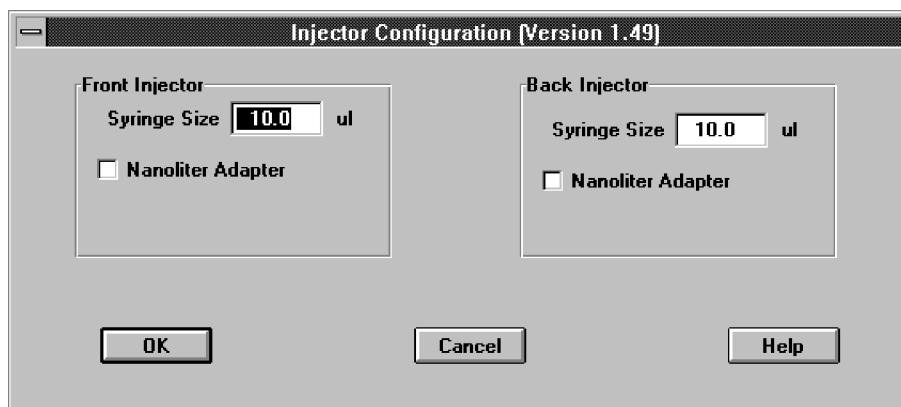 Injector Configuration (Version 1.49)
Front Injector
Syringe Size 10.0 ul
Nanoliter Adapter
Back Injector
Syringe Size 10.0 ul
Nanoliter Adapter
OK
Cancel
Help